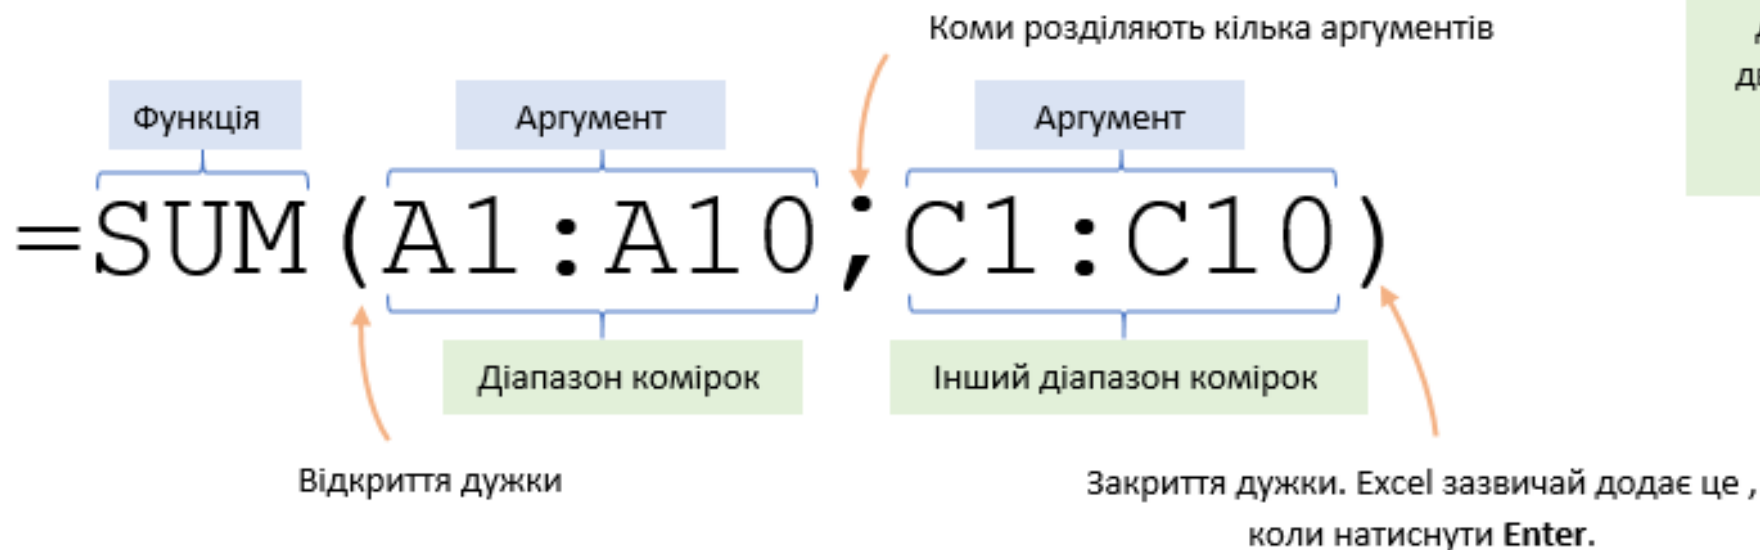 Коми розділяють кілька аргументів
Функція
Аргумент
Аргумент
=SUM(A1:A10;C1:C10)
Діапазон комірок
Інший діапазон комірок
Відкриття дужки
Закриття дужки. Excel зазвичай додає це ,
коли натиснути Enter.